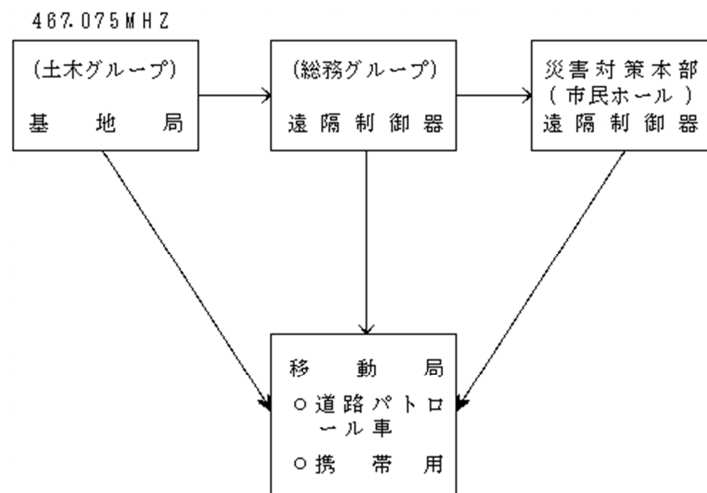 467.075MHZ
(土木グループ)
基地局
(総務グループ)
遠隔制御器
災害対策本部
(市民ホール)
遠隔制御器
移動局
○道路パトロ
ール車
○携帯用